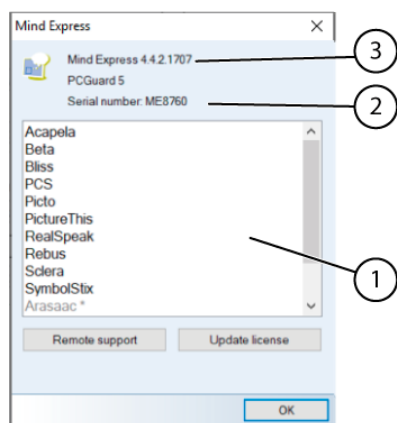 Mind Express
Mind Express 4.4.2.1707
3
PCGuard 5
Serial number: ME8760
2
Acapela
Beta
Bliss
PCS
Picto
PictureThis
RealSpeak
Rebus
Sclera
SymbolStix
Arasaac *
1
Remote support
Update license
OK